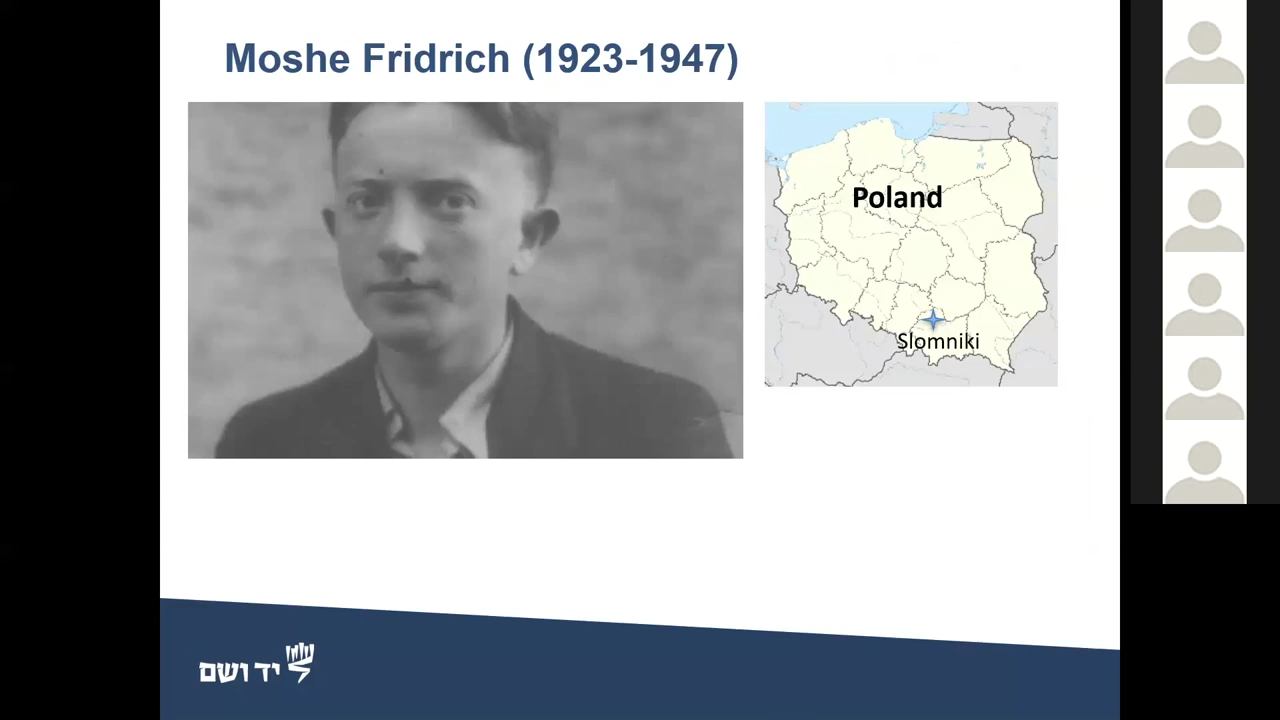 Moshe Fridrich (1923-1947)
Poland
Slomniki
יד ושם